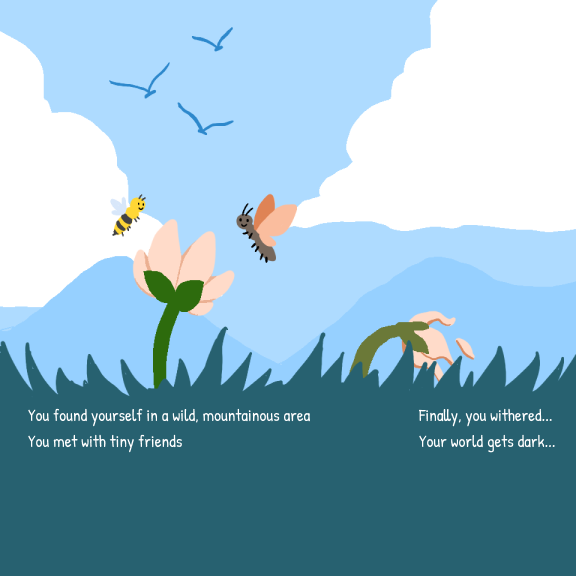 You found yourself in a wild, mountainous area
You met with tiny friends
Finally, you withered...
Your world gets dark...